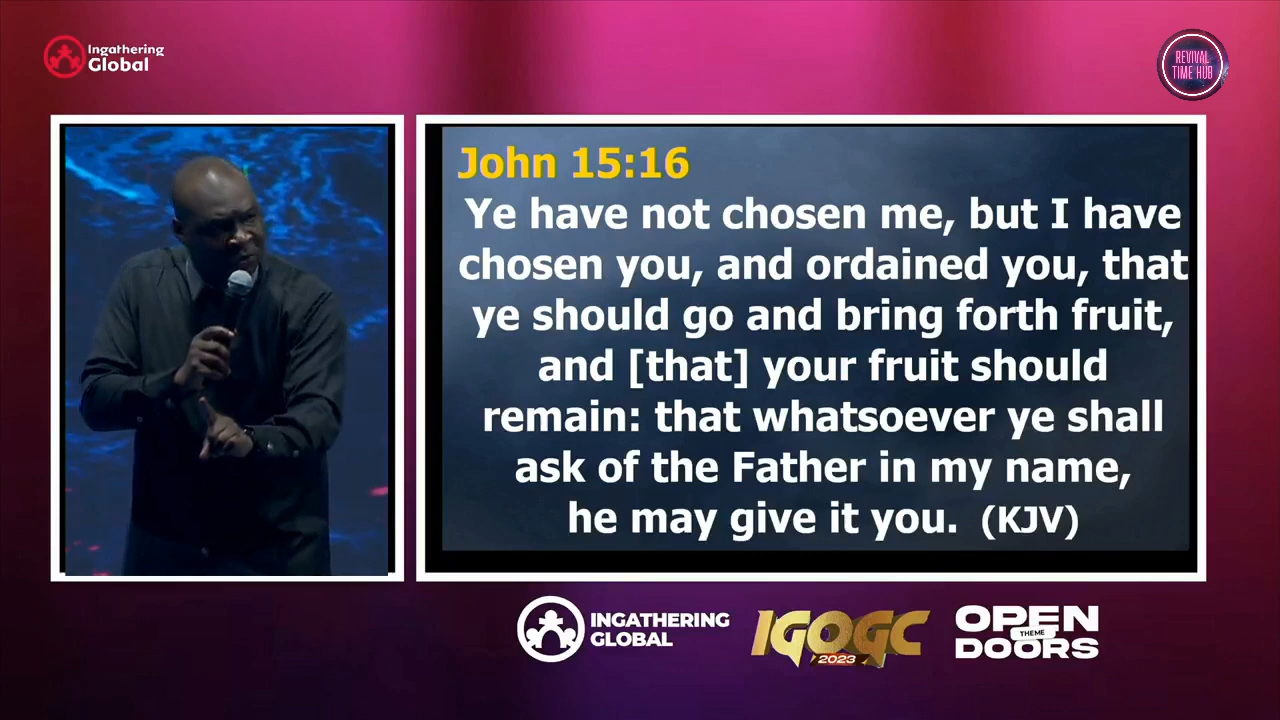 Ingathering
Global
REVIVAL
TIME HUB
John 15:16
Ye have not chosen me, but I have
chosen you, and ordained you, that
ye should go and bring forth fruit,
and [that] your fruit should
remain: that whatsoever ye shall
ask of the Father in my name,
he may give it you. (KJV)
INGATHERING
GLOBAL
IGOGC
2023
OPEN
THEME
DOORS